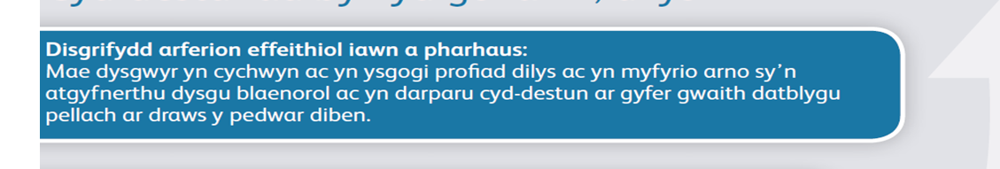 Disgrifydd arferion effeithiol iawn a pharhaus:
Mae dysgwyr yn cychwyn ac yn ysgogi profiad dilys ac yn myfyrio arno sy’n
atgyfnerthu dysgu blaenorol ac yn darparu cyd-destun ar gyfer gwaith datblygu
pellach ar draws y pedwar diben.